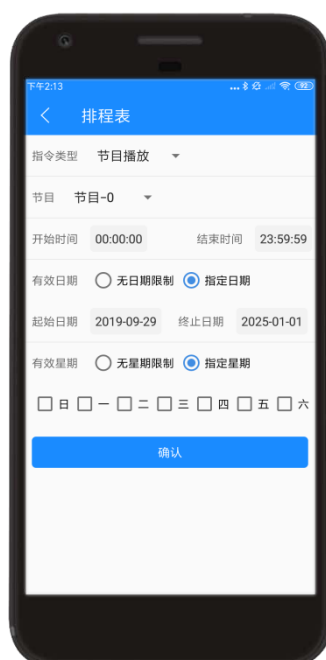 下午2:13 ... 92
排程表
指令类型 节目播放
节目 节目-0
开始时间 00:00:00 结束时间 23:59:59
有效日期 无日期限制 指定日期
起始日期 2019-09-29 终止日期 2025-01-01
有效星期 无星期限制 指定星期
日 一 二 三 四 五 六
确认